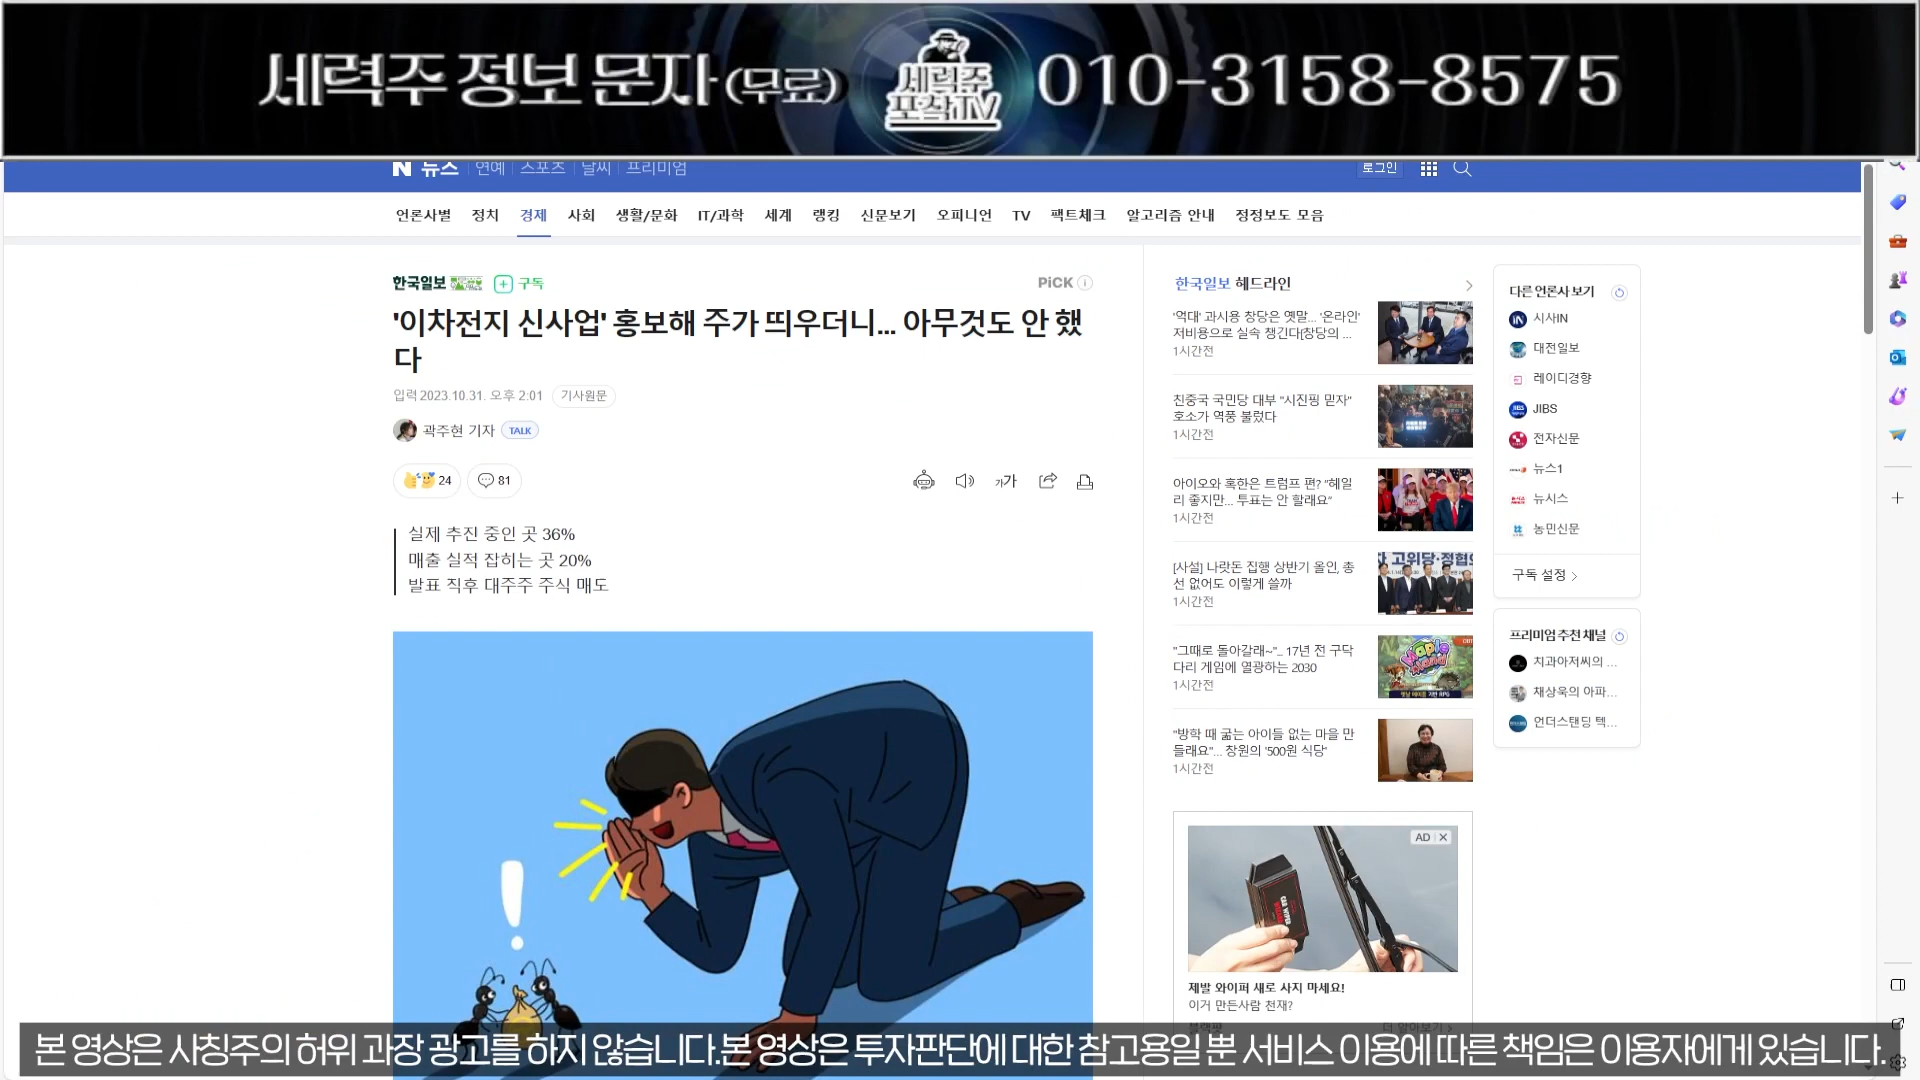 세력주 정보 문자 (무료)
세력주
포착TV
010-3158-8575
N 뉴스 연예 스포츠 날씨 프리미엄
로그인
언론사별 정치 경제 사회 생활/문화 IT/과학 세계 랭킹 신문보기 오피니언 TV 팩트체크 알고리즘 안내 정정보도 모음
한국일보
구독
PiCK
'이차전지 신사업' 홍보해 주가 띄우더니... 아무것도 안 했
다
입력 2023.10.31. 오후 2:01 기사원문
곽주현 기자 TALK
24
81
가가
실제 추진 중인 곳 36%
매출 실적 잡히는 곳 20%
발표 직후 대주주 주식 매도
한국일보 헤드라인
'역대' 과시용 창당은 옛말... '온라인'
저비용으로 실속 챙긴다[창당의 ...
1시간전
친중국 국민당 대부 "시진핑 믿자"
호소가 역풍 불렀다
1시간전
아이오와 혹한은 트럼프 편? "헤일
리 좋지만... 투표는 안 할래요"
1시간전
[사설] 나랏돈 집행 상반기 올인, 총
선 없어도 이렇게 쓸까
1시간전
"그때로 돌아갈래~"... 17년 전 구닥
다리 게임에 열광하는 2030
1시간전
"방학 때 굶는 아이들 없는 마을 만
들래요"... 창원의 '500원 식당'
1시간전
AD X
제발 와이퍼 새로 사지 마세요!
이거 만든사람 천재?
더 알아보기
다른 언론사 보기
시사IN
대전일보
레이디경향
JIBS
전자신문
뉴스1
뉴시스
농민신문
구독 설정
프리미엄 추천 채널
치과아저씨의 ...
채상욱의 아파...
언더스탠딩 텍...
본 영상은 사칭주의 허위 과장 광고를 하지 않습니다.본 영상은 투자판단에 대한 참고용일 뿐 서비스 이용에 따른 책임은 이용자에게 있습니다.